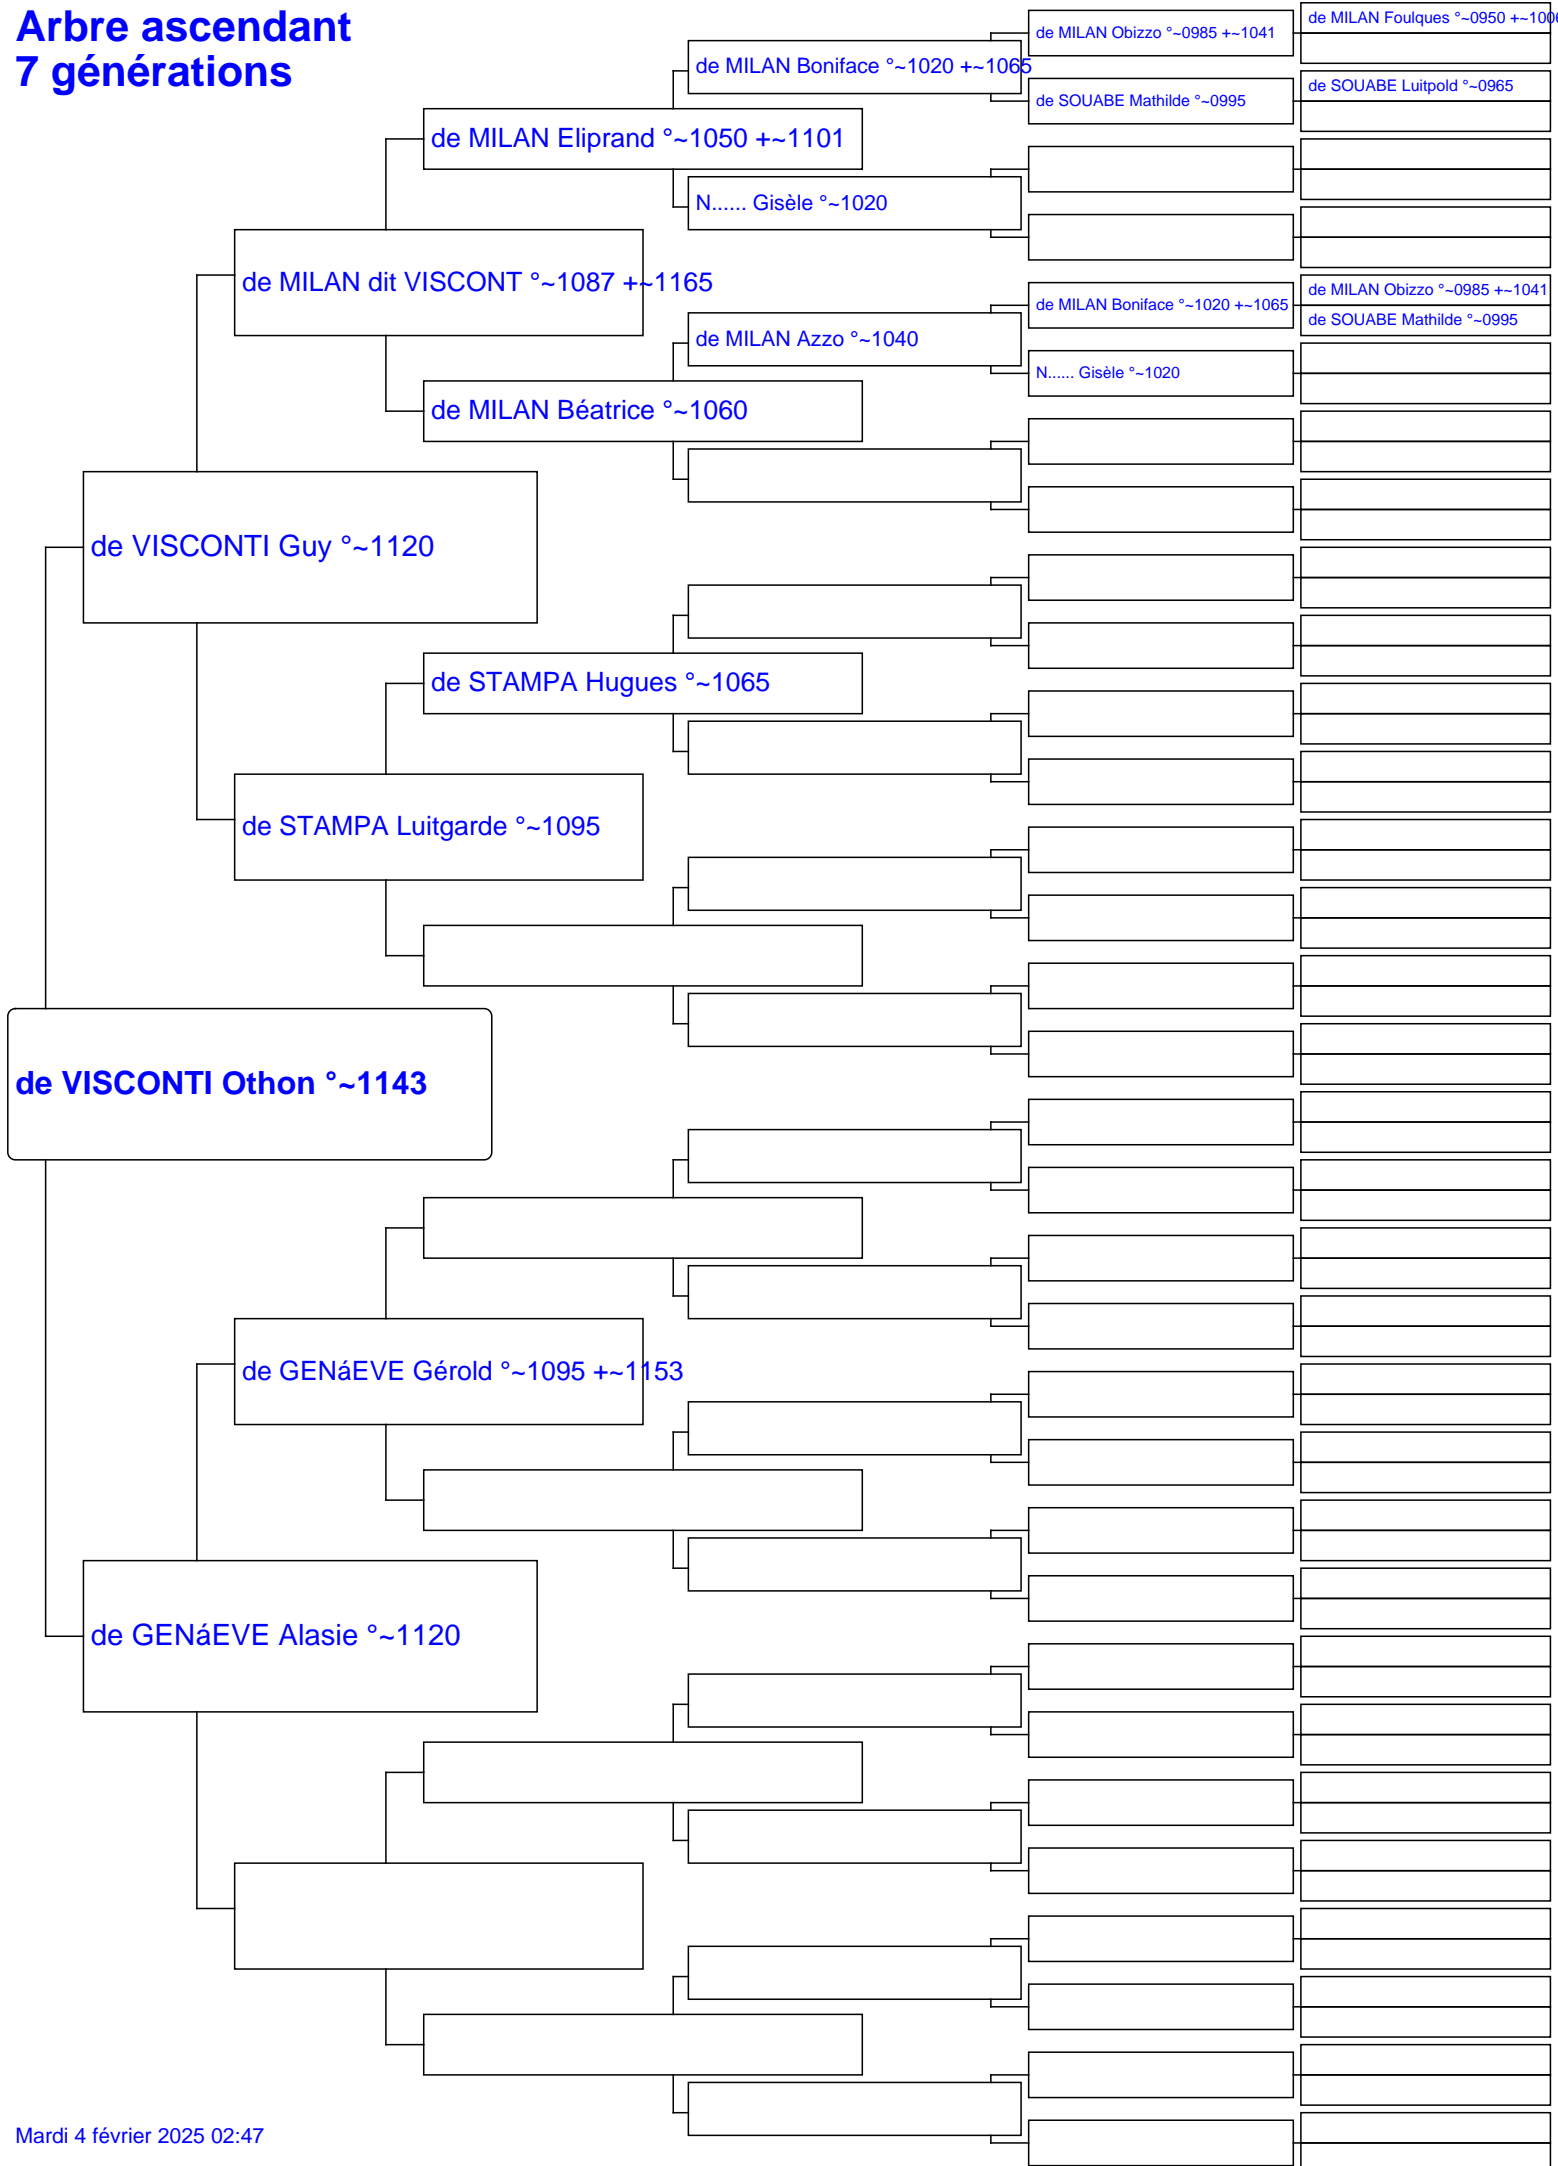 Arbre ascendant
7 générations
de MILAN Foulques °~0950 +~100
de MILAN Obizzo °~0985 +~1041
de MILAN Boniface °~1020 +~1065
de SOUABE Luitpold °~0965
de SOUABE Mathilde °~0995
de MILAN Eliprand °~1050 +~1101
N...... Gisèle °~1020
de MILAN dit VISCONT °~1087 +~1165
de MILAN Obizzo °~0985 +~1041
de MILAN Boniface °~1020 +~1065
de SOUABE Mathilde °~0995
de MILAN Azzo °~1040
N...... Gisèle °~1020
de MILAN Béatrice °~1060
de VISCONTI Guy °~1120
de STAMPA Hugues °~1065
de STAMPA Luitgarde °~1095
de VISCONTI Othon °~1143
de GENáEVE Gérold °~1095 +~1153
de GENáEVE Alasie °~1120
Mardi 4 février 2025 02:47